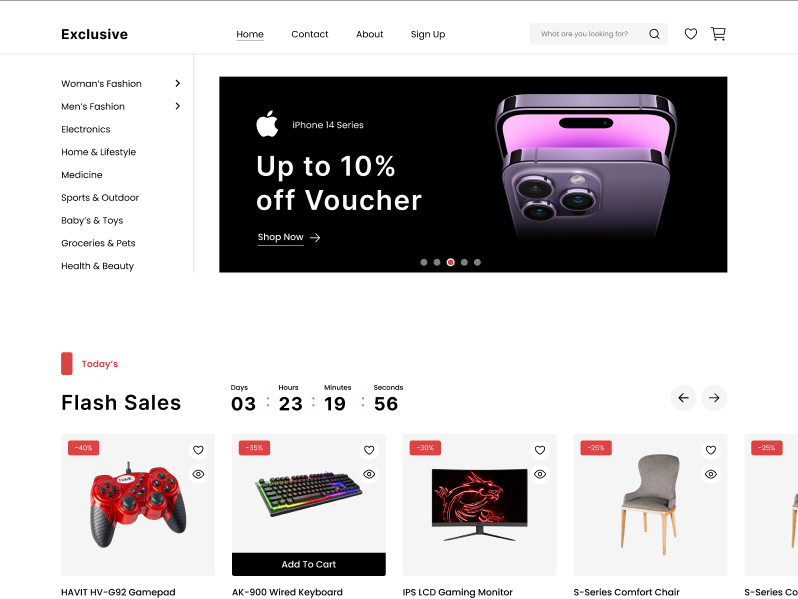 Exclusive
Home
Contact
About
Sign Up
What are you looking for?
Woman's Fashion
Men's Fashion
Electronics
Home & Lifestyle
Medicine
Sports & Outdoor
Baby's & Toys
Groceries & Pets
Health & Beauty
iPhone 14 Series
Up to 10%
off Voucher
Shop Now
Today's
Flash Sales
Days Hours Minutes Seconds
03 : 23 : 19 : 56
-40%
-35%
-30%
-25%
-25%
Add To Cart
HAVIT HV-G92 Gamepad
AK-900 Wired Keyboard
IPS LCD Gaming Monitor
S-Series Comfort Chair
S-Series Co